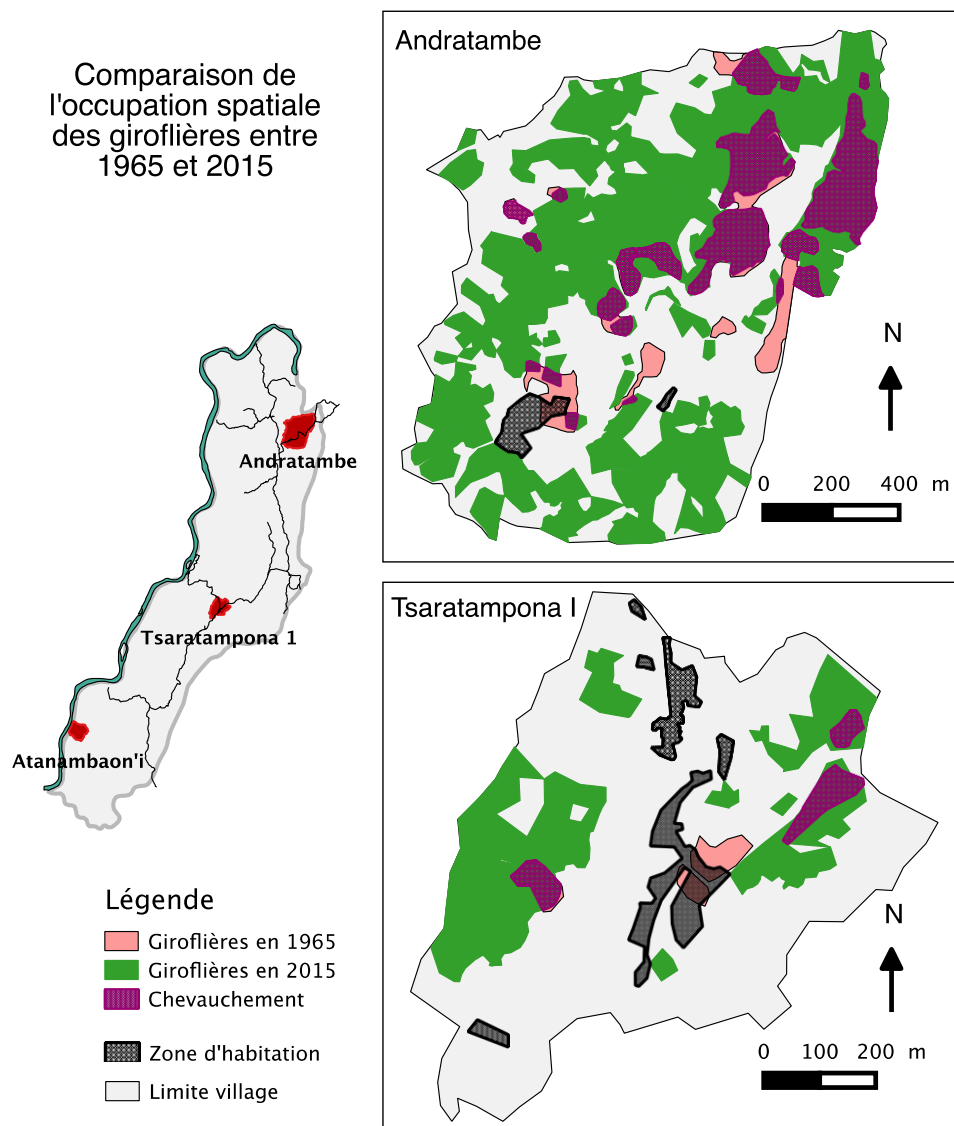 Comparaison de
l'occupation spatiale
des giroflières entre
1965 et 2015
Andratambe
N
0 200 400 m
Andratambe
Tsaratampona 1
Atanambaon'i
Tsaratampona I
N
0 100 200 m
Légende
Giroflières en 1965
Giroflières en 2015
Chevauchement
Zone d'habitation
Limite village